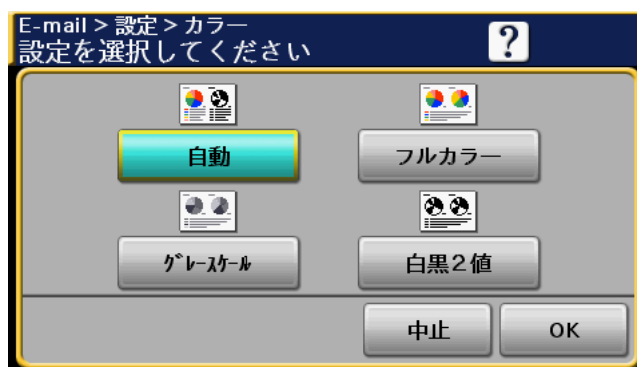 E-mail > 設定 > カラー
設定を選択してください
?
自動
フルカラー
ｸﾞﾚｰｽｹｰﾙ
白黒2値
中止
OK